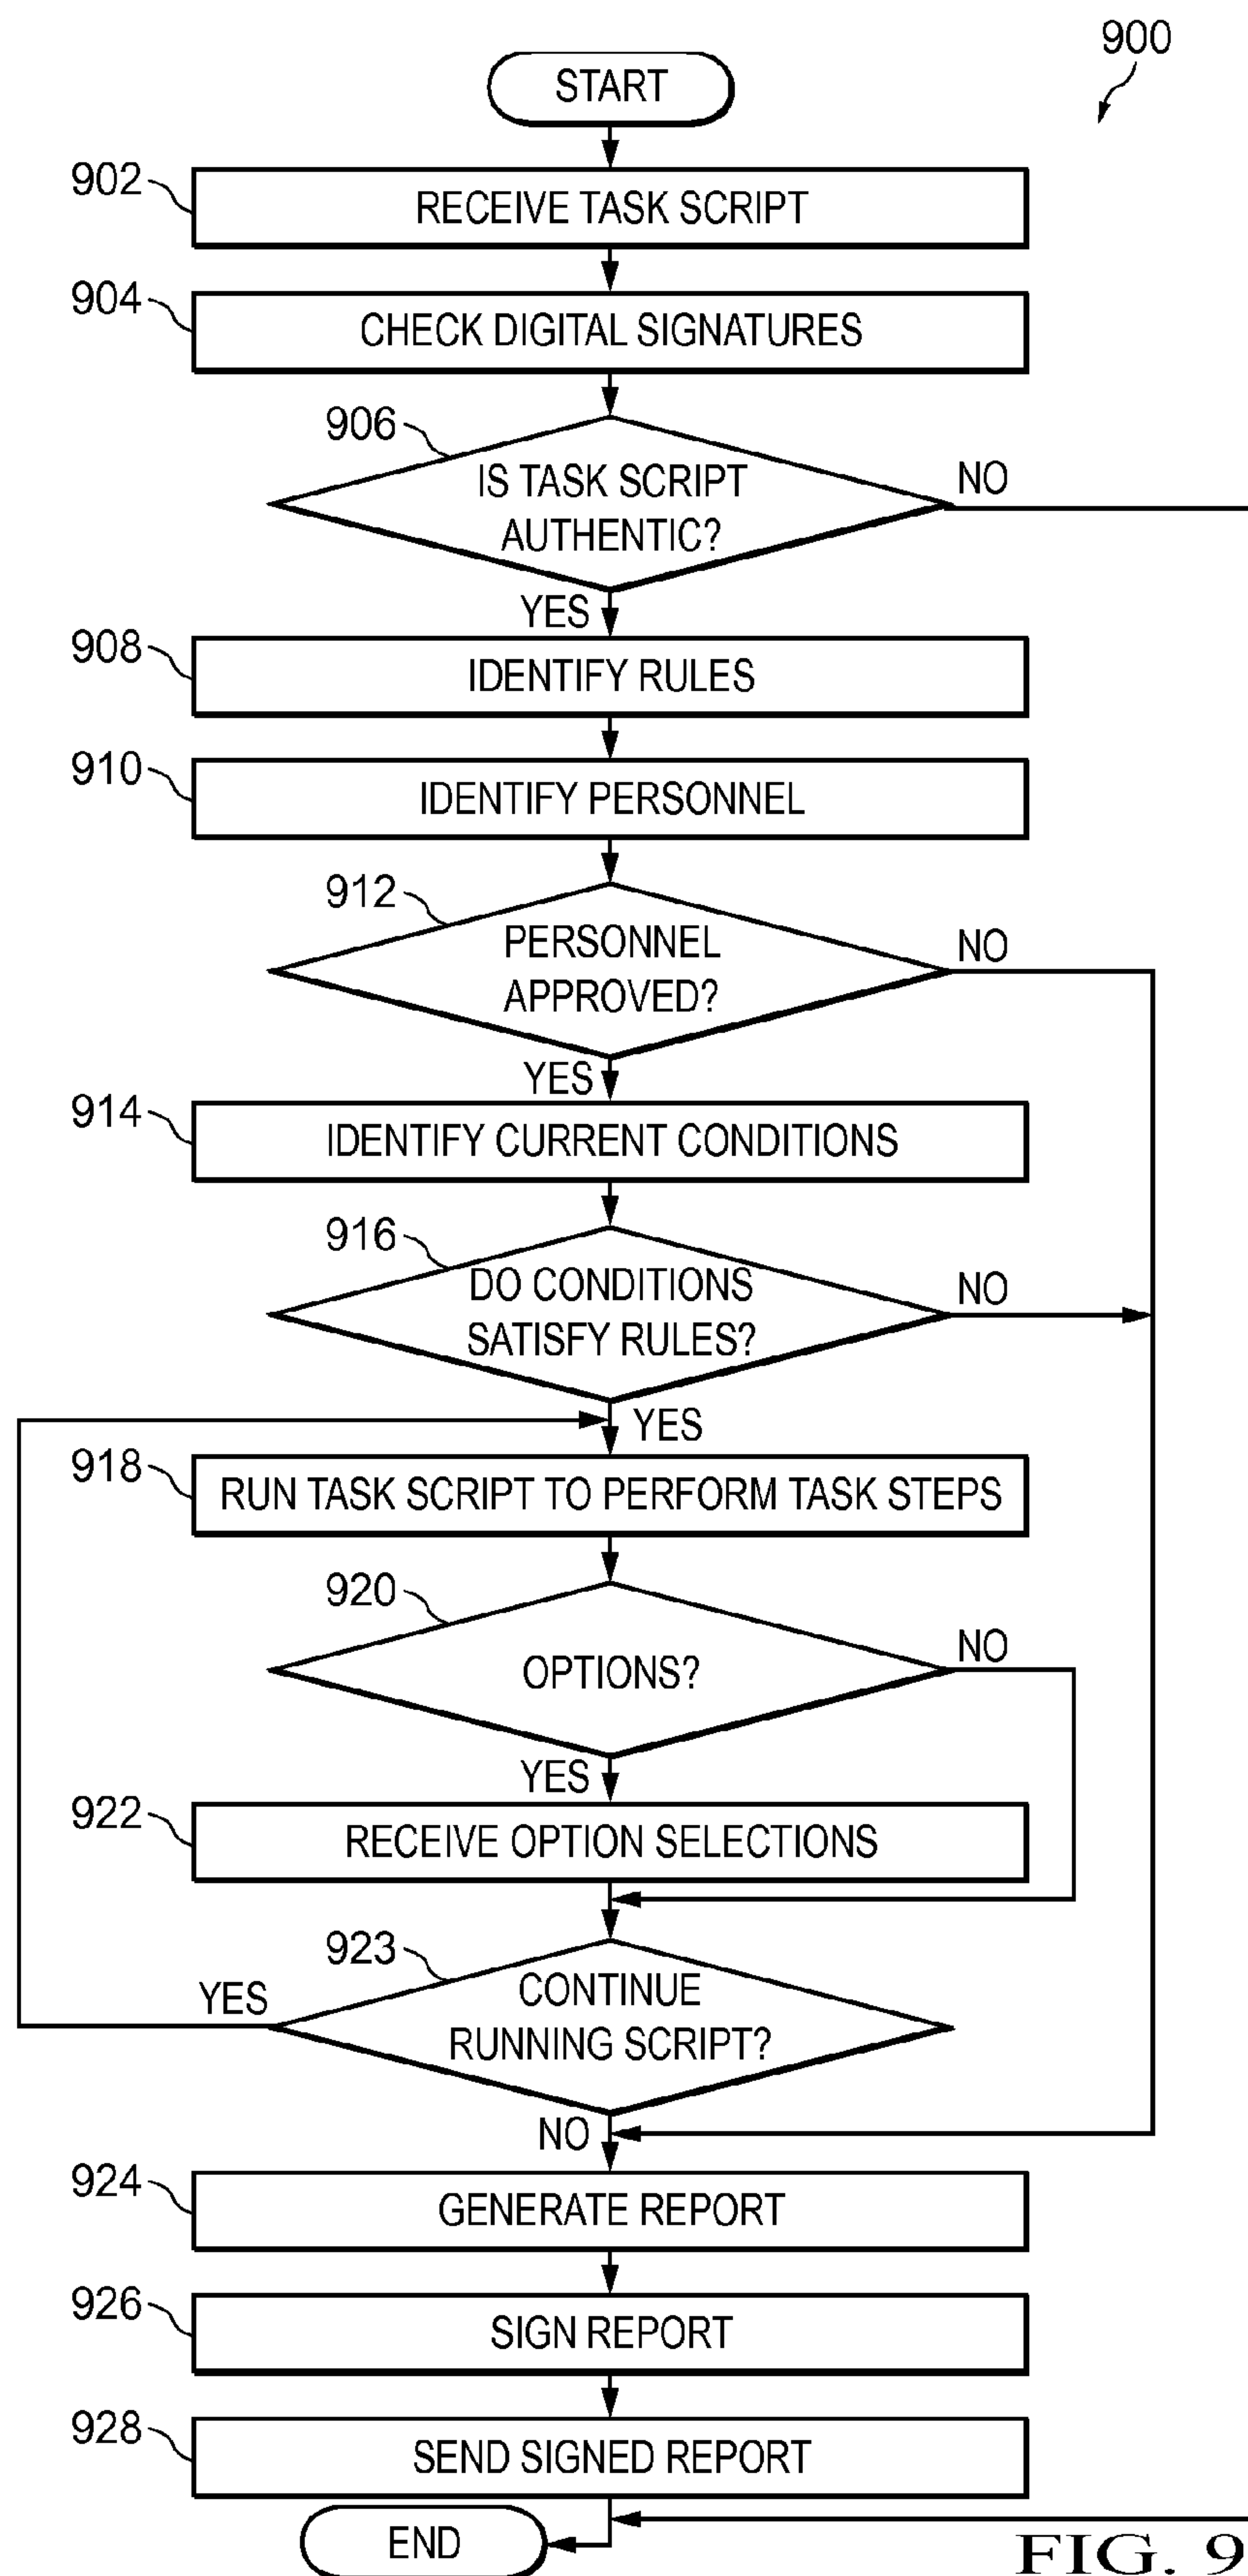 900
START
902
RECEIVE TASK SCRIPT
904
CHECK DIGITAL SIGNATURES
906
IS TASK SCRIPT
AUTHENTIC?
NO
YES
908
IDENTIFY RULES
910
IDENTIFY PERSONNEL
912
PERSONNEL
APPROVED?
NO
YES
914
IDENTIFY CURRENT CONDITIONS
916
DO CONDITIONS
SATISFY RULES?
NO
YES
918
RUN TASK SCRIPT TO PERFORM TASK STEPS
920
OPTIONS?
NO
YES
922
RECEIVE OPTION SELECTIONS
923
CONTINUE
RUNNING SCRIPT?
YES
NO
924
GENERATE REPORT
926
SIGN REPORT
928
SEND SIGNED REPORT
END
FIG. 9